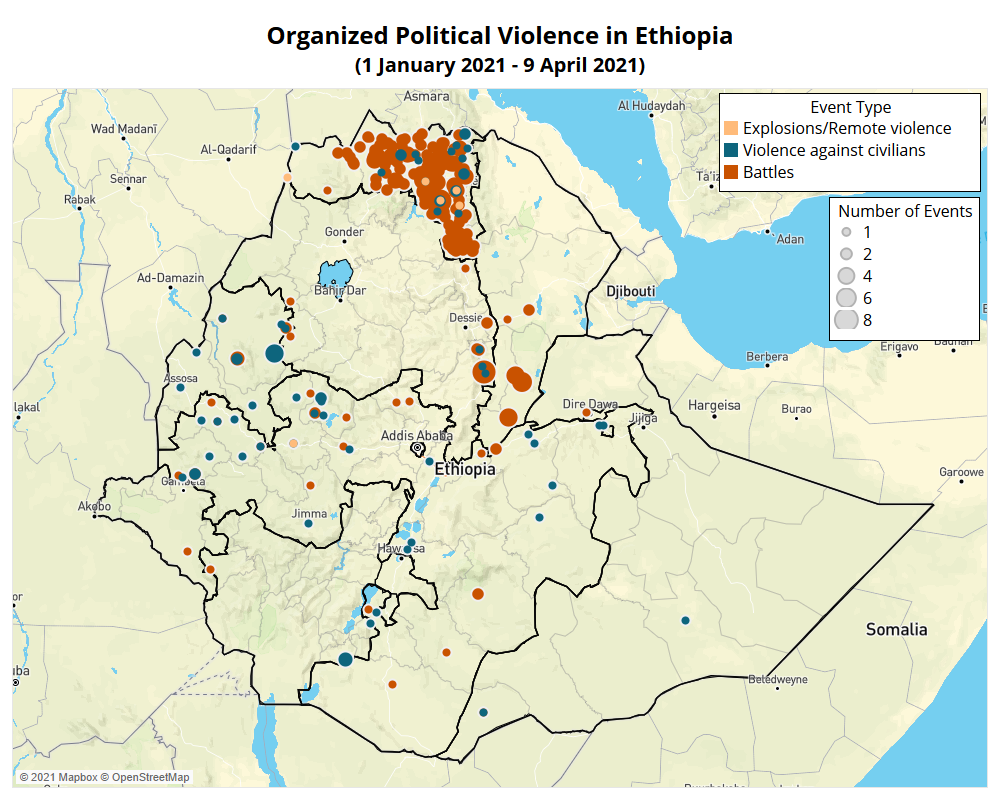 Organized Political Violence in Ethiopia
(1 January 2021 - 9 April 2021)
Asmara
Al Hudaydah
Event Type
Explosions/Remote violence
Violence against civilians
Battles
Wad Madanī
Al-Qadarif
Sennar
Rabak
Ta'iz
Number of Events
1
2
4
6
8
Adan
Gonder
Ad-Damazin
Bahir Dar
Djibouti
Dessie
Erigavo
Berbera
Assosa
Dire Dawa
Jijiga
Hargeisa
Burao
Addis Ababa
Ethiopia
Garoowe
Gambela
Akobo
Jimma
Hawassa
Somalia
Beledweyne
© 2021 Mapbox © OpenStreetMap